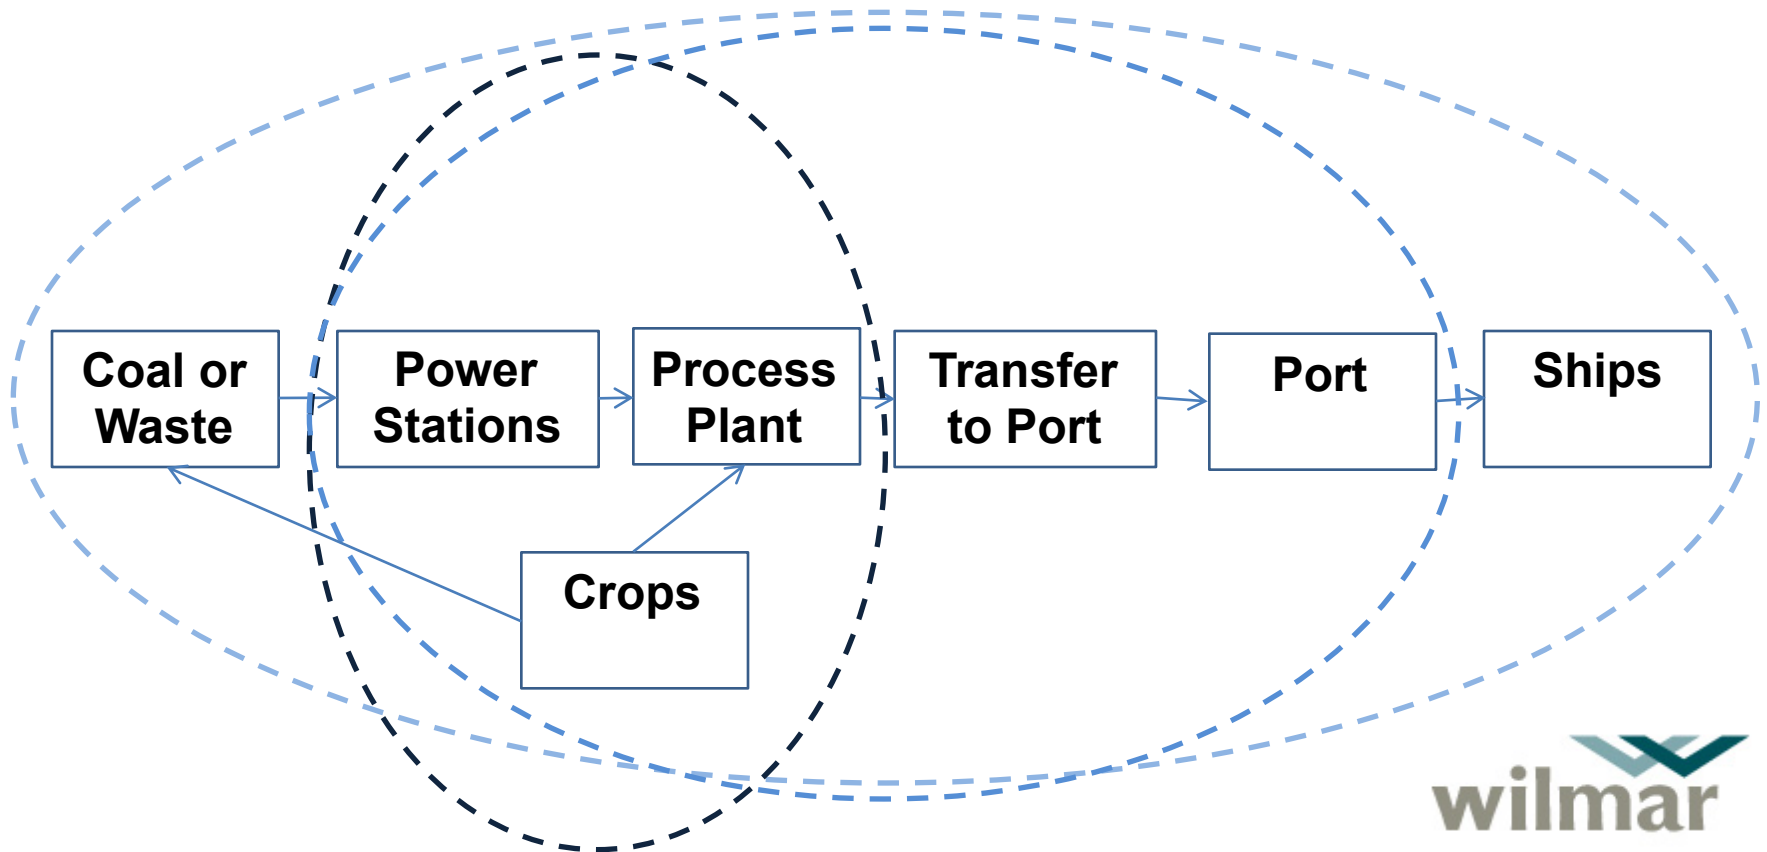 Coal or
Waste
Power
Stations
Process
Plant
Transfer
to Port
Port
Ships
Crops
wilmar